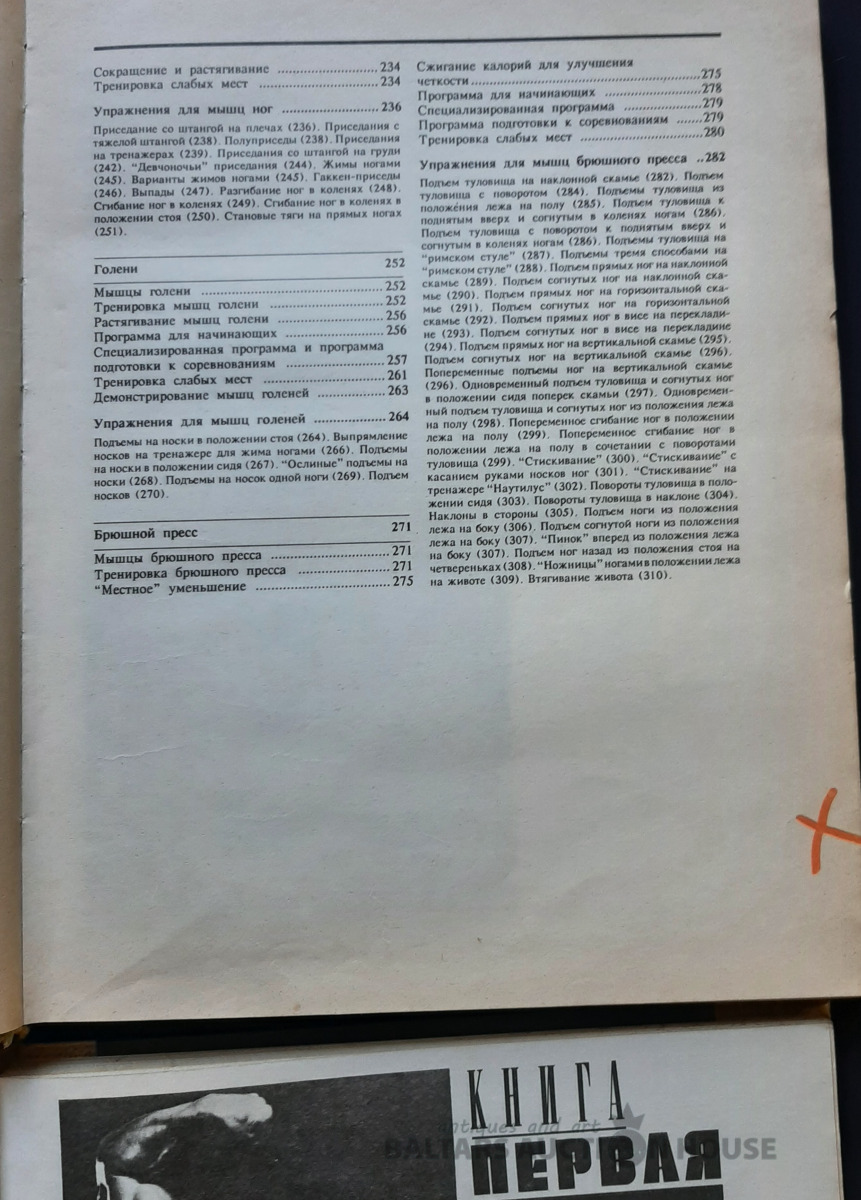 Сокращение и растягивание ........................234
Тренировка слабых мест ............................234
Упражнения для мышц ног ........................236
Приседание со штангой на плечах (236). Приседания с
тяжелой штангой (238). Полуприседы (238). Приседания
на тренажерах (239). Приседания со штангой на груди
(242). "Девчоночьи" приседания (244). Жимы ногами
(245). Варианты жимов ногами (245). Гаккен-приседы
(246). Выпады (247). Разгибание ног в коленях (248).
Сгибание ног в коленях (249). Сгибание ног в коленях в
положении стоя (250). Становые тяги на прямых ногах
(251).
Голени 252
Мышцы голени ........................................252
Тренировка мышц голени ............................252
Растягивание мышц голени ..........................256
Программа для начинающих ........................256
Специализированная программа и программа
подготовки к соревнованиям ........................257
Тренировка слабых мест ............................261
Демонстрирование мышц голеней ..................263
Упражнения для мышц голеней ....................264
Подъемы на носки в положении стоя (264). Выпрямление
носков на тренажере для жима ногами (266). Подъемы
на носки в положении сидя (267). "Ослиные" подъемы на
носки (268). Подъемы на носок одной ноги (269). Подъем
носков (270).
Брюшной пресс 271
Мышцы брюшного пресса ............................271
Тренировка брюшного пресса ......................271
"Местное" уменьшение ..............................275
Сжигание калорий для улучшения
четкости..................................................275
Программа для начинающих ........................278
Специализированная программа ....................279
Программа подготовки к соревнованиям ......279
Тренировка слабых мест ............................280
Упражнения для мышц брюшного пресса ..282
Подъем туловища на наклонной скамье (282). Подъем
туловища с поворотом (284). Подъемы туловища из
положения лежа на полу (285). Подъем туловища к
поднятым вверх и согнутым в коленях ногам (286).
Подъем туловища с поворотом к поднятым вверх и
согнутым в коленях ногам (286). Подъемы туловища на
"римском стуле" (287). Подъемы тремя способами на
"римском стуле" (288). Подъем прямых ног на наклонной
скамье (289). Подъем согнутых ног на наклонной ска-
мье (290). Подъем прямых ног на горизонтальной ска-
мье (291). Подъем согнутых ног на горизонтальной
скамье (292). Подъем прямых ног в висе на переклади-
не (293). Подъем согнутых ног в висе на перекладине
(294). Подъем прямых ног на вертикальной скамье (295).
Подъем согнутых ног на вертикальной скамье (296).
Попеременные подъемы ног на вертикальной скамье
(296). Одновременный подъем туловища и согнутых ног
в положении сидя поперек скамьи (297). Одновремен-
ный подъем туловища и согнутых ног из положения лежа
на полу (298). Попеременное сгибание ног в положении
лежа на полу (299). Попеременное сгибание ног в
положении лежа на полу в сочетании с поворотами
туловища (299). "Стискивание" (300). "Стискивание" с
касанием руками носков ног (301). "Стискивание" на
тренажере "Наутилус" (302). Повороты туловища в поло-
жении сидя (303). Повороты туловища в наклоне (304).
Наклоны в стороны (305). Подъем ноги из положения
лежа на боку (306). Подъем согнутой ноги из положения
лежа на боку (307). "Пинок" вперед из положения лежа
на боку (307). Подъем ног назад из положения стоя на
четвереньках (308). "Ножницы" ногами в положении лежа
на животе (309). Втягивание живота (310).
КНИГА
antiques and art
BALTARS AUCTION HOUSE
ПЕРВАЯ